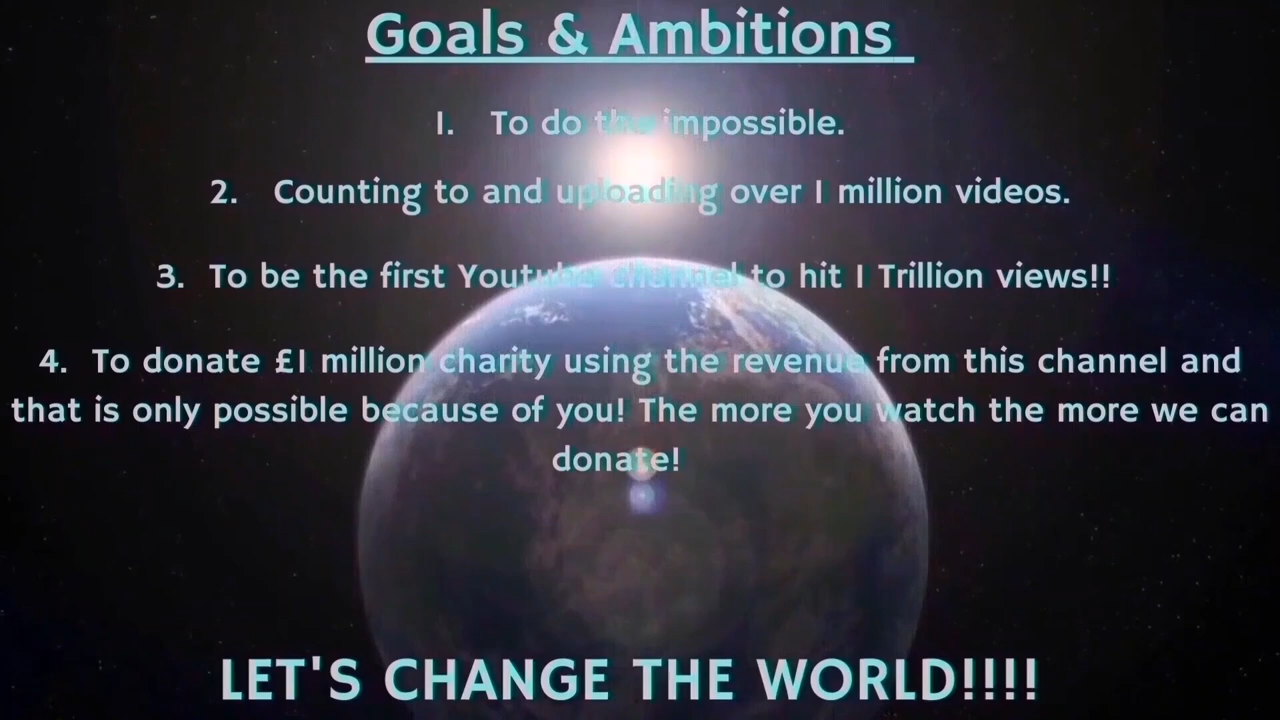 Goals & Ambitions
1. To do the impossible.
2. Counting to and uploading over 1 million videos.
3. To be the first Youtube channel to hit 1 Trillion views!!
4. To donate £1 million charity using the revenue from this channel and
that is only possible because of you! The more you watch the more we can
donate!
LET'S CHANGE THE WORLD!!!!